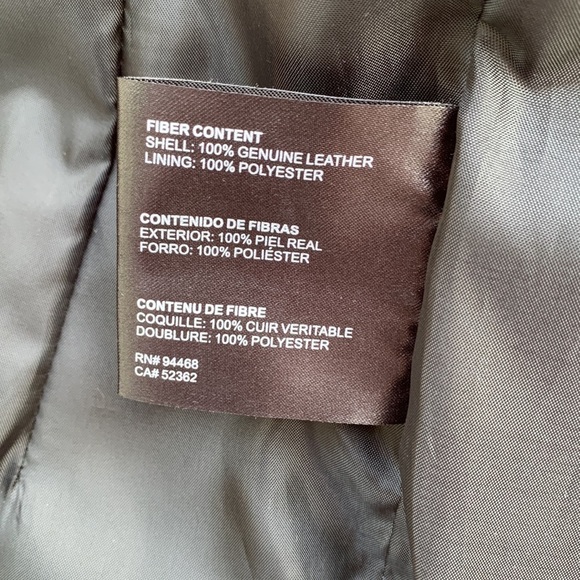 FIBER CONTENT
SHELL: 100% GENUINE LEATHER
LINING: 100% POLYESTER
CONTENIDO DE FIBRAS
EXTERIOR: 100% PIEL REAL
FORRO: 100% POLIÉSTER
CONTENU DE FIBRE
COQUILLE: 100% CUIR VERITABLE
DOUBLURE: 100% POLYESTER
RN# 94468
CA# 52362